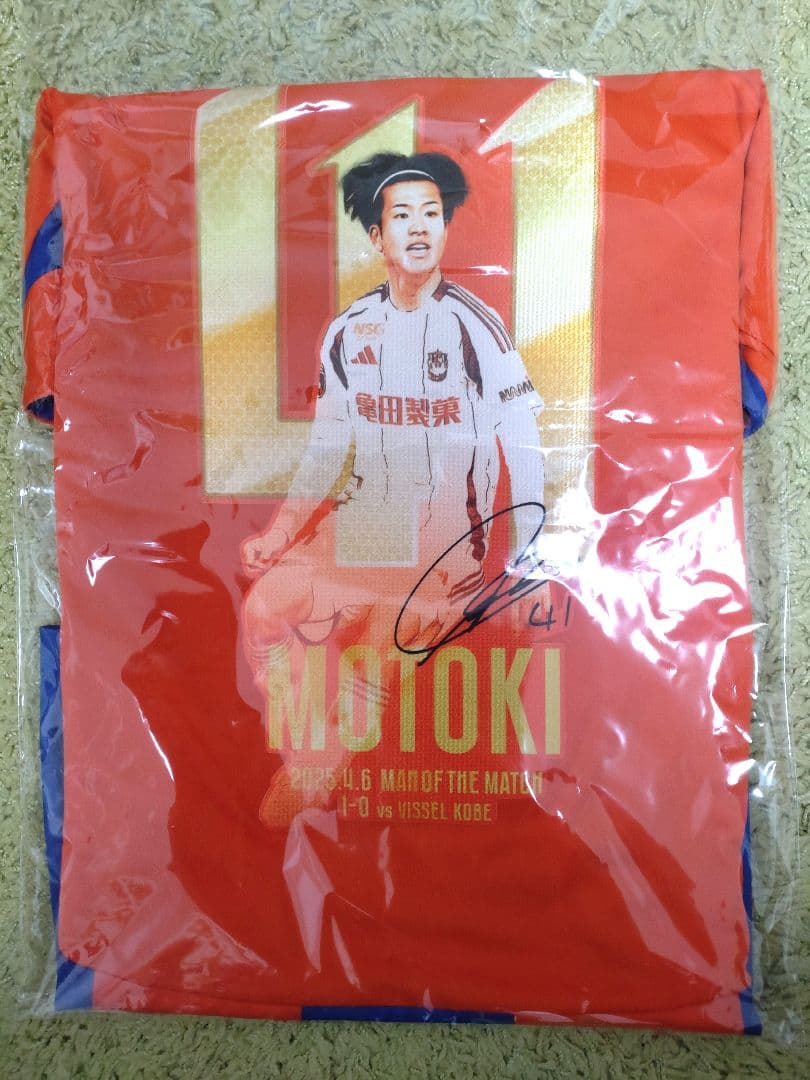 41
NSG
亀田製菓
41
MOTOKI
2025.4.6 MAN OF THE MATCH
1-0 vs VISSEL KOBE